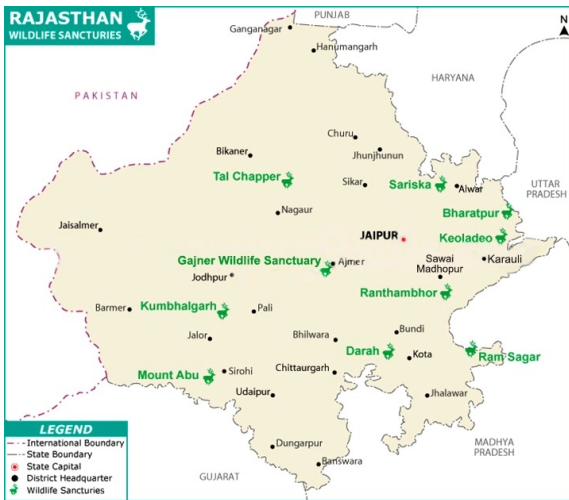 RAJASTHAN
WILDLIFE SANCTURIES
PUNJAB
N
Ganganagar
Hanumangarh
HARYANA
PAKISTAN
Churu
Jhunjhunun
Bikaner
Tal Chapper
Sikar
Sariska
Alwar
UTTAR
PRADESH
Nagaur
Bharatpur
Jaisalmer
JAIPUR
Keoladeo
Gajner Wildlife Sanctuary
Ajmer
Sawai
Madhopur
Karauli
Jodhpur
Ranthambhor
Barmer
Kumbhalgarh
Pali
Jalor
Bhilwara
Bundi
Darah
Kota
Ram Sagar
Mount Abu
Sirohi
Chittaurgarh
Udaipur
Jhalawar
LEGEND
International Boundary
State Boundary
State Capital
District Headquarter
Wildlife Sancturies
Dungarpur
MADHYA
PRADESH
Banswara
GUJARAT